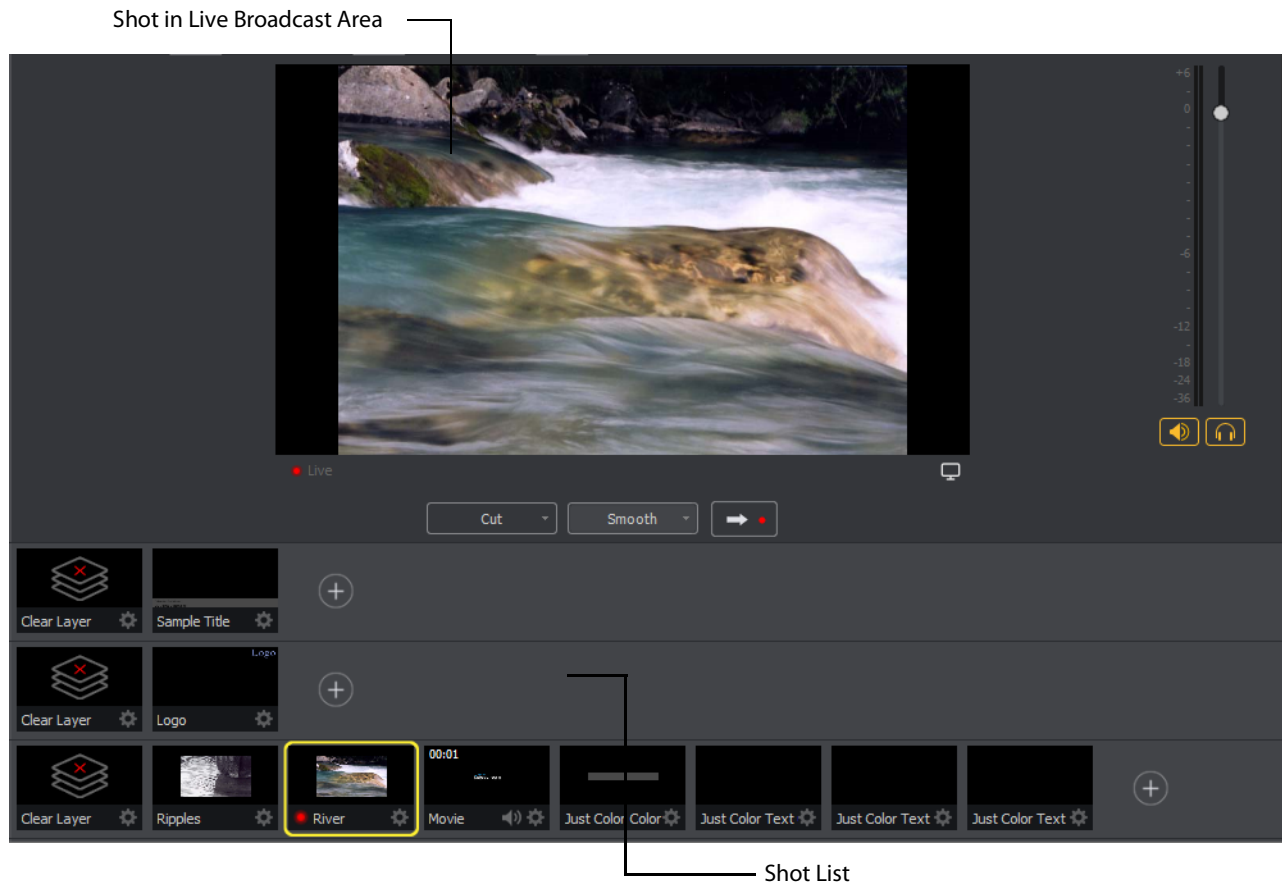 Shot in Live Broadcast Area
+6
0
-6
-12
-18
-24
-36
Live
Cut
Smooth
Clear Layer
Sample Title
Logo
Clear Layer
Logo
00:01
Clear Layer
Ripples
River
Movie
Just Color Color
Just Color Text
Just Color Text
Just Color Text
Shot List